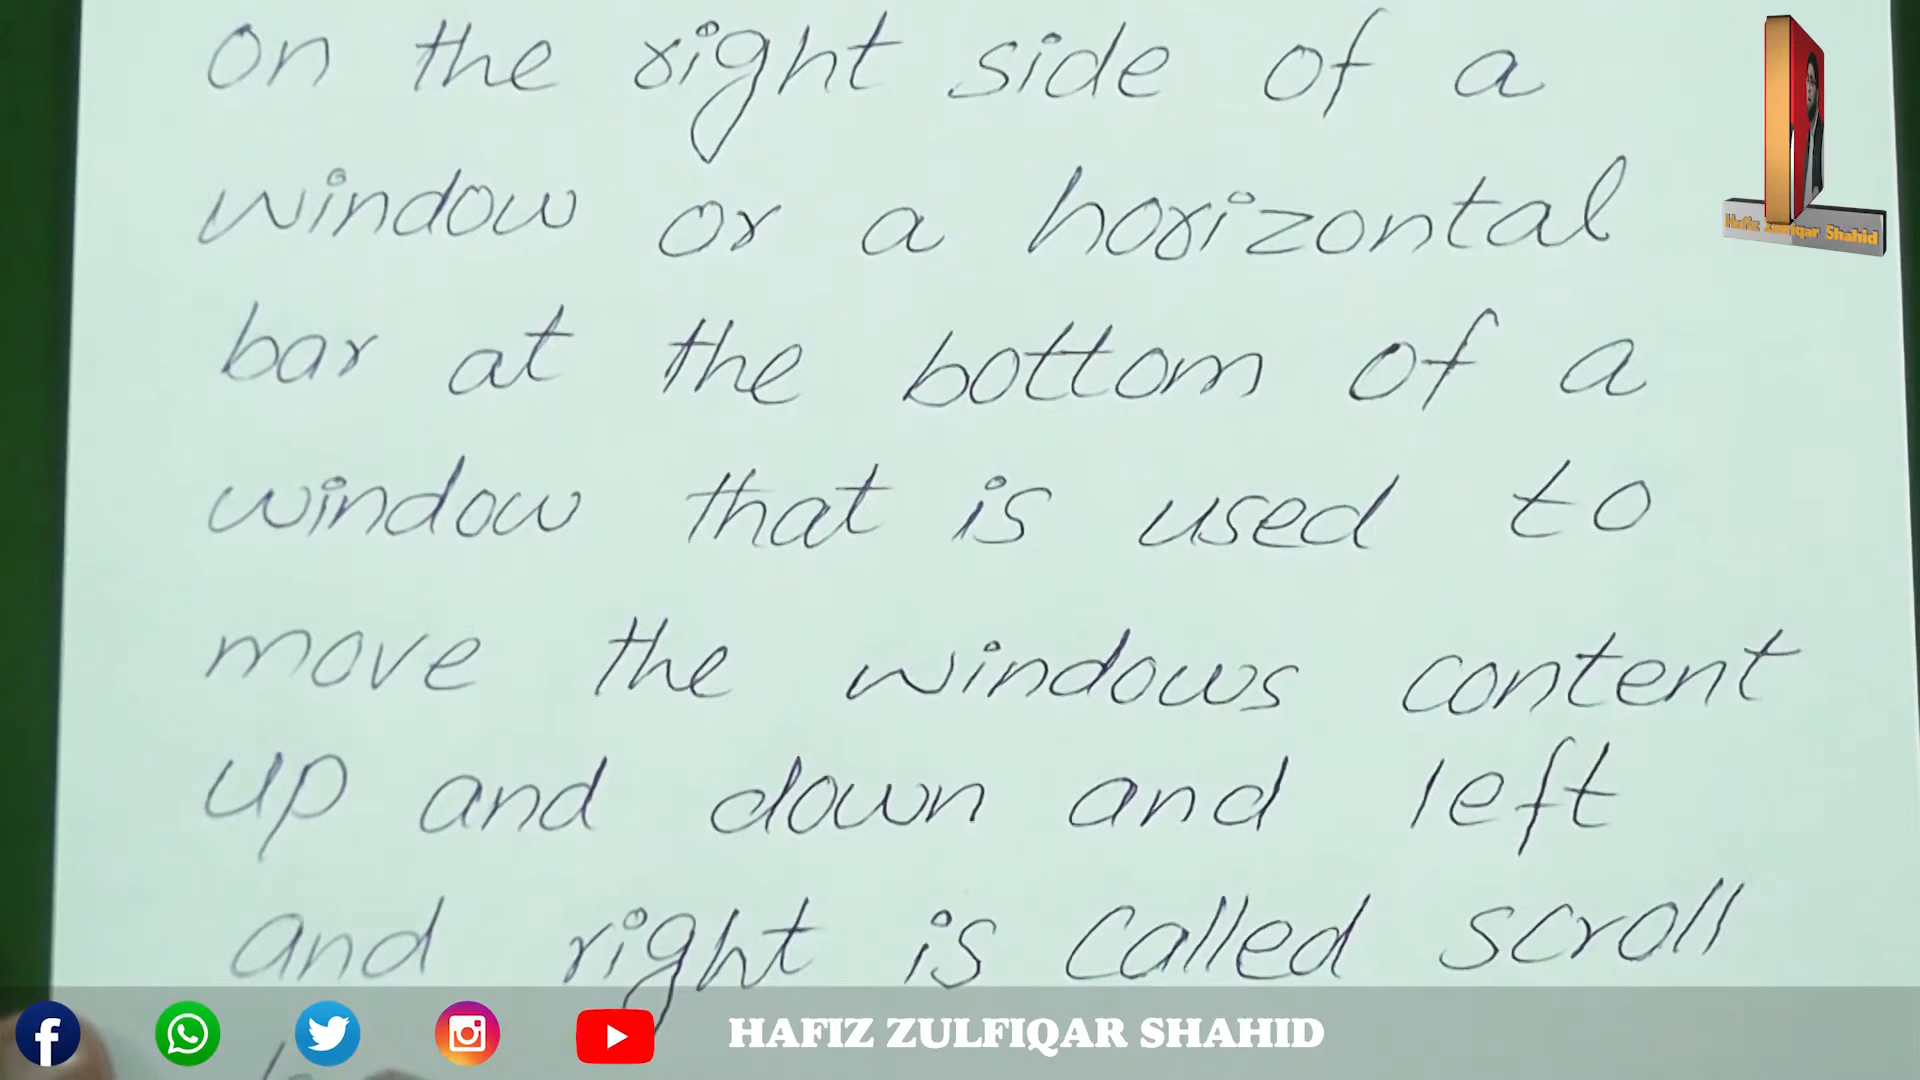 on the right side of a
window or a horizontal
bar at the bottom of a
window that is used to
move the windows content
up and down and left
and right is called scroll
Hafiz Zulfiqar Shahid
HAFIZ ZULFIQAR SHAHID